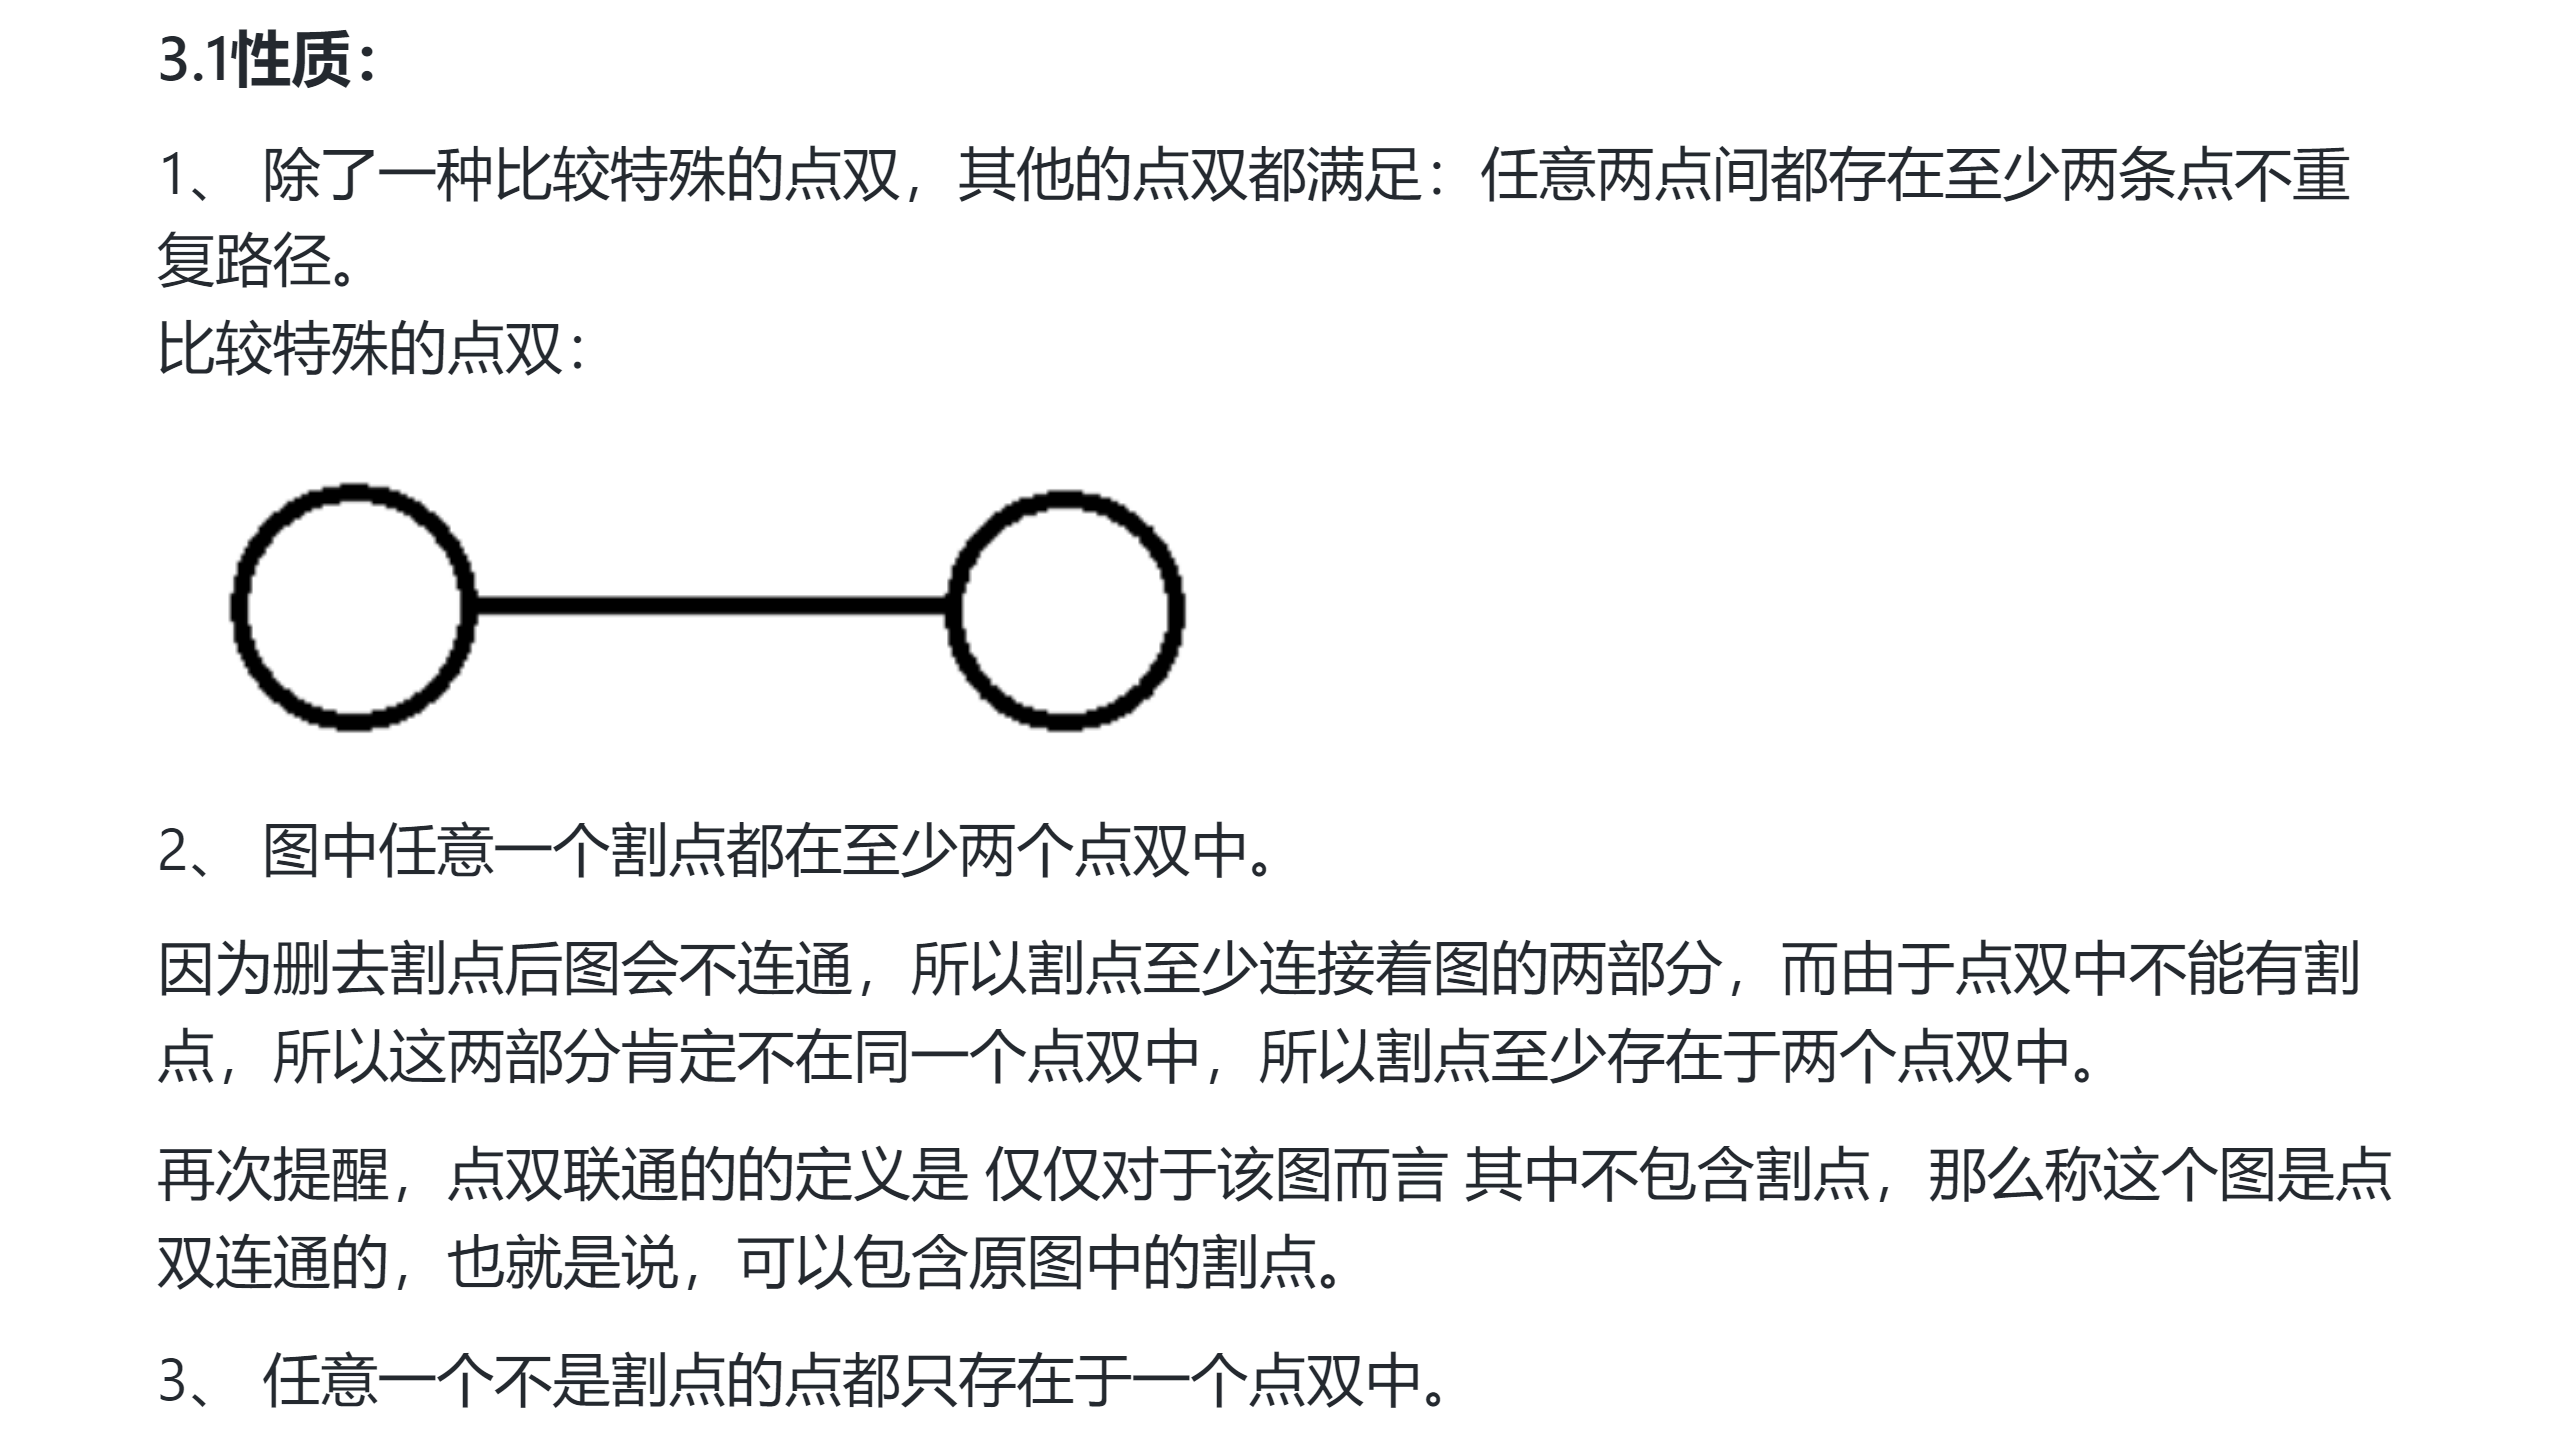 3.1性质：
1、 除了一种比较特殊的点双，其他的点双都满足：任意两点间都存在至少两条点不重
复路径。
比较特殊的点双：
2、 图中任意一个割点都在至少两个点双中。
因为删去割点后图会不连通，所以割点至少连接着图的两部分，而由于点双中不能有割
点，所以这两部分肯定不在同一个点双中，所以割点至少存在于两个点双中。
再次提醒，点双联通的的定义是 仅仅对于该图而言 其中不包含割点，那么称这个图是点
双连通的，也就是说，可以包含原图中的割点。
3、 任意一个不是割点的点都只存在于一个点双中。